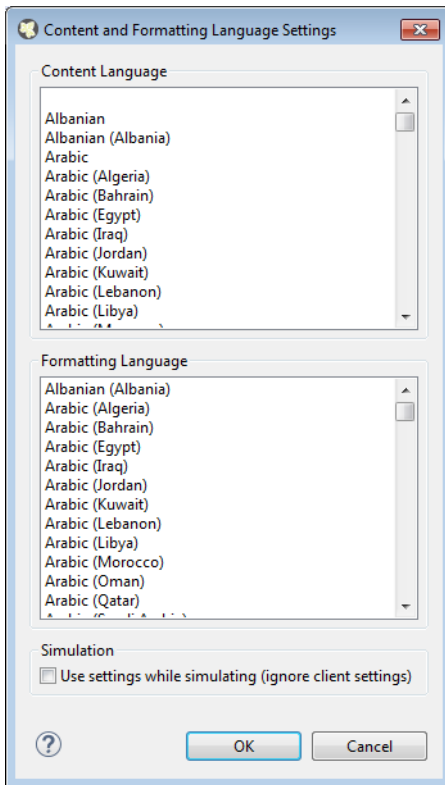 Content and Formatting Language Settings
Content Language
Albanian
Albanian (Albania)
Arabic
Arabic (Algeria)
Arabic (Bahrain)
Arabic (Egypt)
Arabic (Iraq)
Arabic (Jordan)
Arabic (Kuwait)
Arabic (Lebanon)
Arabic (Libya)
Formatting Language
Albanian (Albania)
Arabic (Algeria)
Arabic (Bahrain)
Arabic (Egypt)
Arabic (Iraq)
Arabic (Jordan)
Arabic (Kuwait)
Arabic (Lebanon)
Arabic (Libya)
Arabic (Morocco)
Arabic (Oman)
Arabic (Qatar)
Simulation
Use settings while simulating (ignore client settings)
?
OK
Cancel